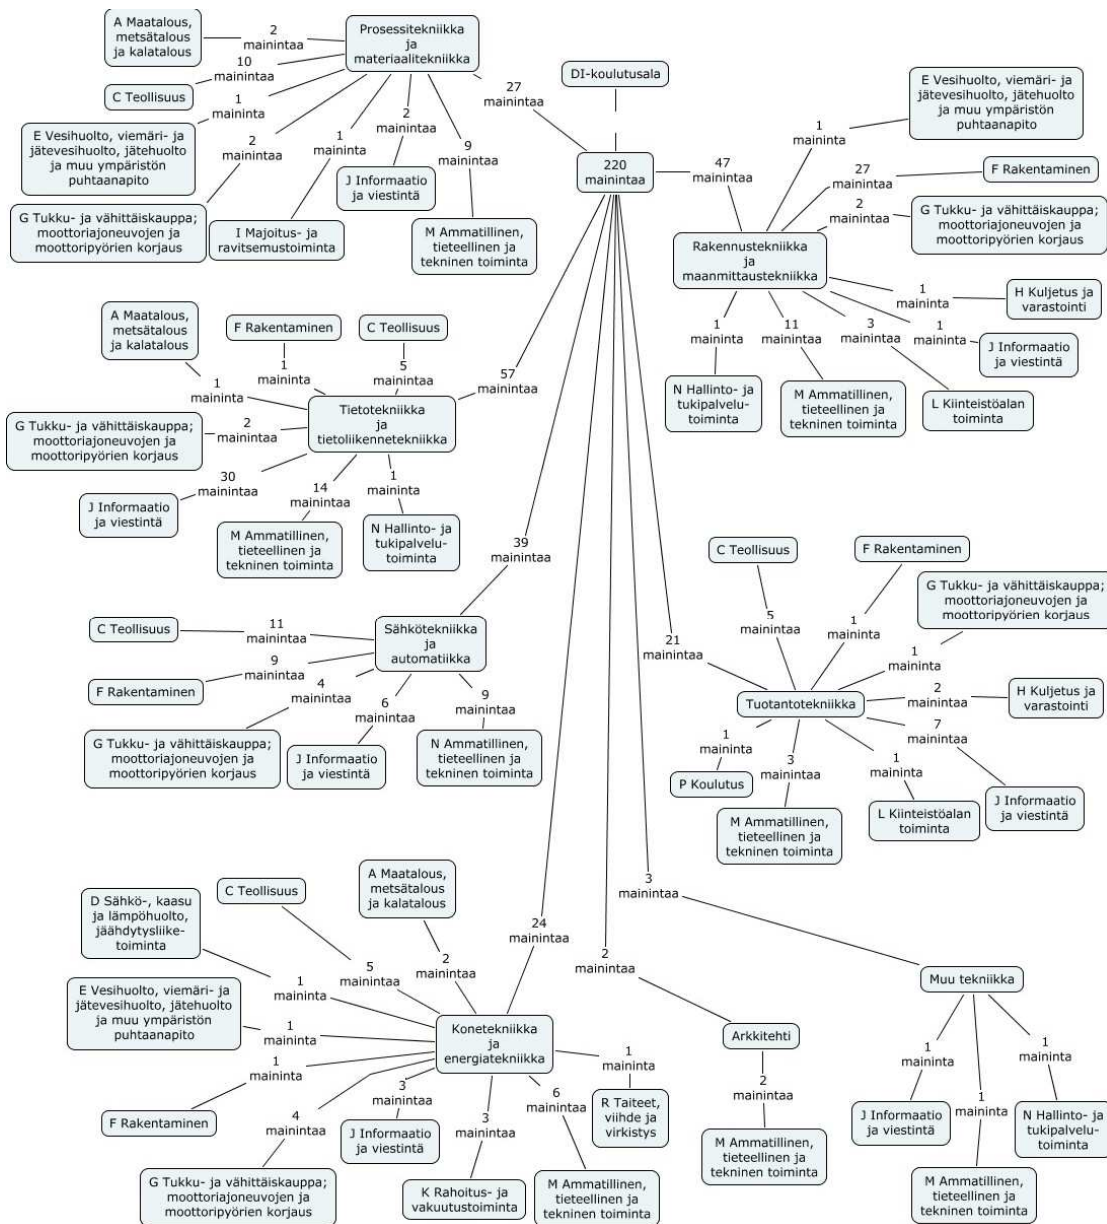 A Maatalous,
metsätalous
ja kalatalous
2
mainintaa
Prosessitekniikka
ja
materiaalitekniikka
10
mainintaa
C Teollisuus
1
mainintaa
E Vesihuolto, viemäri- ja
jätevesihuolto, jätehuolto
ja muu ympäristön
puhtaanapito
2
mainintaa
G Tukku- ja vähittäiskauppa;
moottoriajoneuvojen ja
moottoripyörien korjaus
1
mainintaa
I Majoitus- ja
ravitsemustoiminta
2
mainintaa
J Informaatio
ja viestintä
9
mainintaa
M Ammatillinen,
tieteellinen ja
tekninen toiminta
27
mainintaa
DI-koulutusala
220
mainintaa
47
mainintaa
Rakennustekniikka
ja
maanmittaustekniikka
1
mainintaa
E Vesihuolto, viemäri- ja
jätevesihuolto, jätehuolto
ja muu ympäristön
puhtaanapito
27
mainintaa
F Rakentaminen
2
mainintaa
G Tukku- ja vähittäiskauppa;
moottoriajoneuvojen ja
moottoripyörien korjaus
1
mainintaa
H Kuljetus ja
varastointi
1
mainintaa
J Informaatio
ja viestintä
3
mainintaa
L Kiinteistöalan
toiminta
11
mainintaa
M Ammatillinen,
tieteellinen ja
tekninen toiminta
1
mainintaa
N Hallinto- ja
tukipalvelu-
toiminta
57
mainintaa
Tietotekniikka
ja
tietoliikennetekniikka
A Maatalous,
metsätalous
ja kalatalous
1
maininta
F Rakentaminen
1
maininta
C Teollisuus
5
mainintaa
G Tukku- ja vähittäiskauppa;
moottoriajoneuvojen ja
moottoripyörien korjaus
2
mainintaa
30
mainintaa
J Informaatio
ja viestintä
14
mainintaa
M Ammatillinen,
tieteellinen ja
tekninen toiminta
1
maininta
N Hallinto- ja
tukipalvelu-
toiminta
39
mainintaa
Sähkötekniikka
ja
automatiikka
C Teollisuus
11
mainintaa
9
mainintaa
F Rakentaminen
4
mainintaa
G Tukku- ja vähittäiskauppa;
moottoriajoneuvojen ja
moottoripyörien korjaus
6
mainintaa
J Informaatio
ja viestintä
9
mainintaa
N Ammatillinen,
tieteellinen ja
tekninen toiminta
21
mainintaa
Tuotantotekniikka
C Teollisuus
5
mainintaa
F Rakentaminen
1
maininta
G Tukku- ja vähittäiskauppa;
moottoriajoneuvojen ja
moottoripyörien korjaus
1
maininta
2
mainintaa
H Kuljetus ja
varastointi
7
mainintaa
J Informaatio
ja viestintä
1
maininta
L Kiinteistöalan
toiminta
3
mainintaa
M Ammatillinen,
tieteellinen ja
tekninen toiminta
1
maininta
P Koulutus
24
mainintaa
Konetekniikka
ja
energiatekniikka
D Sähkö-, kaasu
ja lämpöhuolto,
jäähdytysliike-
toiminta
1
maininta
C Teollisuus
5
mainintaa
A Maatalous,
metsätalous
ja kalatalous
2
mainintaa
E Vesihuolto, viemäri- ja
jätevesihuolto, jätehuolto
ja muu ympäristön
puhtaanapito
1
maininta
1
maininta
F Rakentaminen
4
mainintaa
G Tukku- ja vähittäiskauppa;
moottoriajoneuvojen ja
moottoripyörien korjaus
3
mainintaa
J Informaatio
ja viestintä
3
mainintaa
K Rahoitus- ja
vakuutustoiminta
6
mainintaa
M Ammatillinen,
tieteellinen ja
tekninen toiminta
1
maininta
R Taiteet,
viihde ja
virkistys
2
mainintaa
Arkkitehti
2
mainintaa
M Ammatillinen,
tieteellinen ja
tekninen toiminta
3
mainintaa
Muu tekniikka
1
maininta
J Informaatio
ja viestintä
1
maininta
M Ammatillinen,
tieteellinen ja
tekninen toiminta
1
maininta
N Hallinto- ja
tukipalvelu-
toiminta